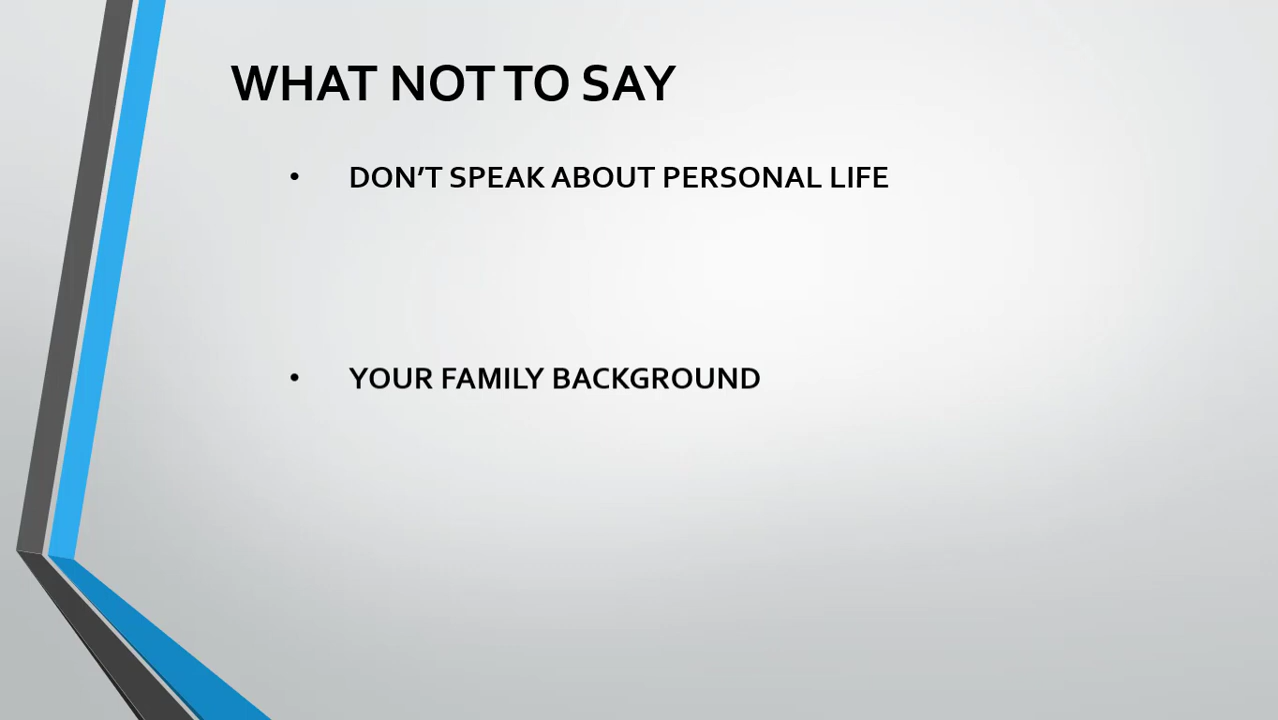 WHAT NOT TO SAY
• DON’T SPEAK ABOUT PERSONAL LIFE
• YOUR FAMILY BACKGROUND